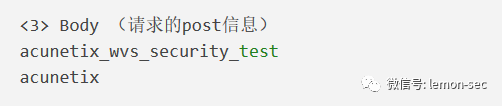 <3> Body （请求的post信息）
acunetix_wvs_security_test
acunetix
微信号: lemon-sec